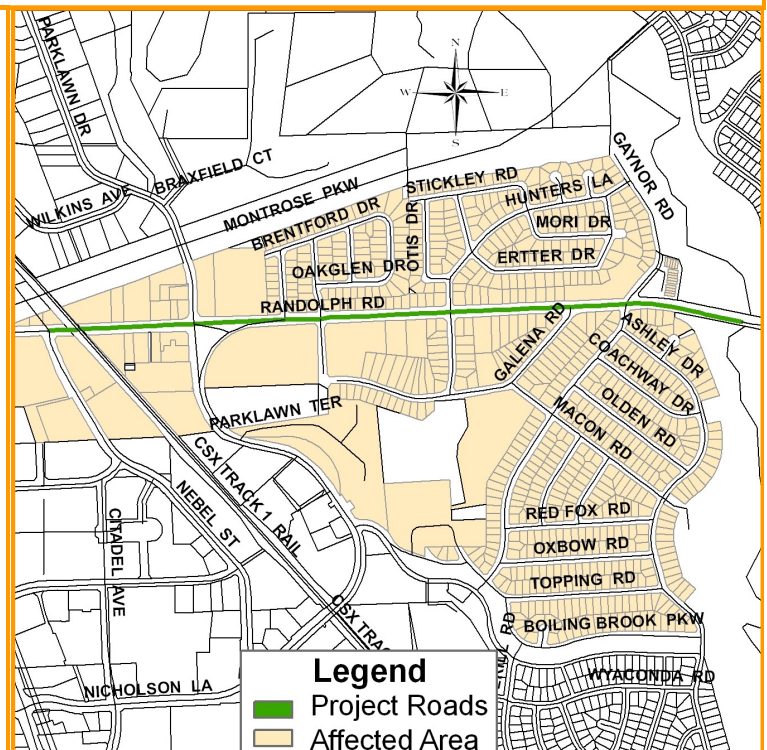 PARKLAWN DR
N
W
E
S
GAYNOR RD
BRAXFIELD CT
WILKINS AVE
MONTROSE PKW
STICKLEY RD
HUNTERS LA
BRENTFORD DR
OTIS DR
MORI DR
ERTTER DR
OAKGLEN DR
RANDOLPH RD
GALENA RD
ASHLEY DR
COACHWAY DR
OLDEN RD
MACON RD
PARKLAWN TER
CSX TRACK 1 RAIL
NEBEL ST
CITADEL AVE
RED FOX RD
OXBOW RD
TOPPING RD
BOILING BROOK PKW
WYACONDA RD
NICHOLSON LA
Legend
Project Roads
Affected Area